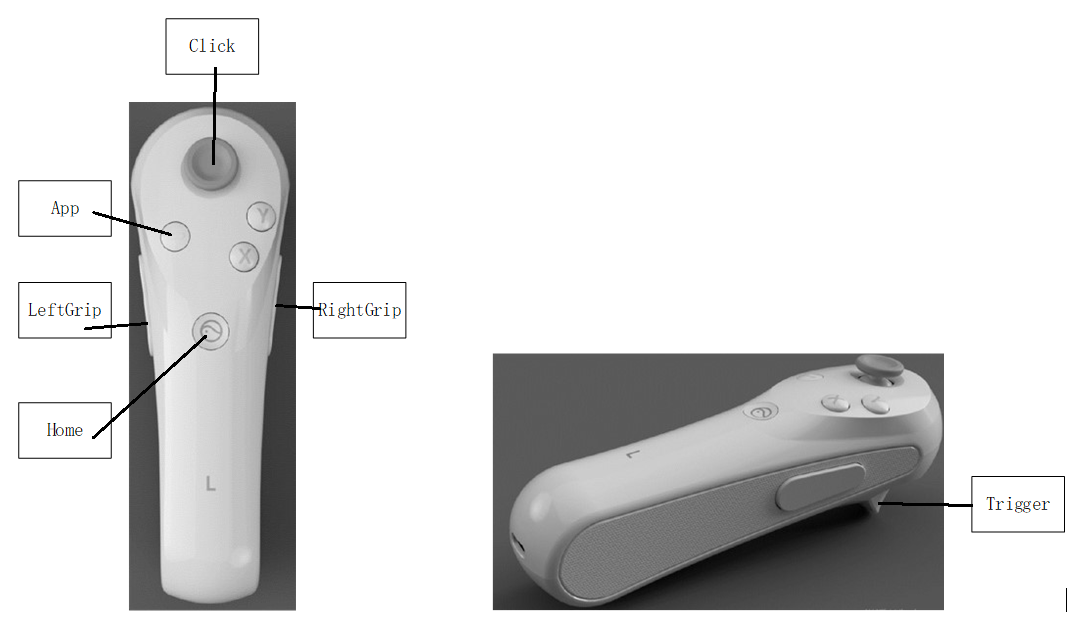 Click
App
Y
X
LeftGrip
RightGrip
Home
L
X
Y
L
Trigger